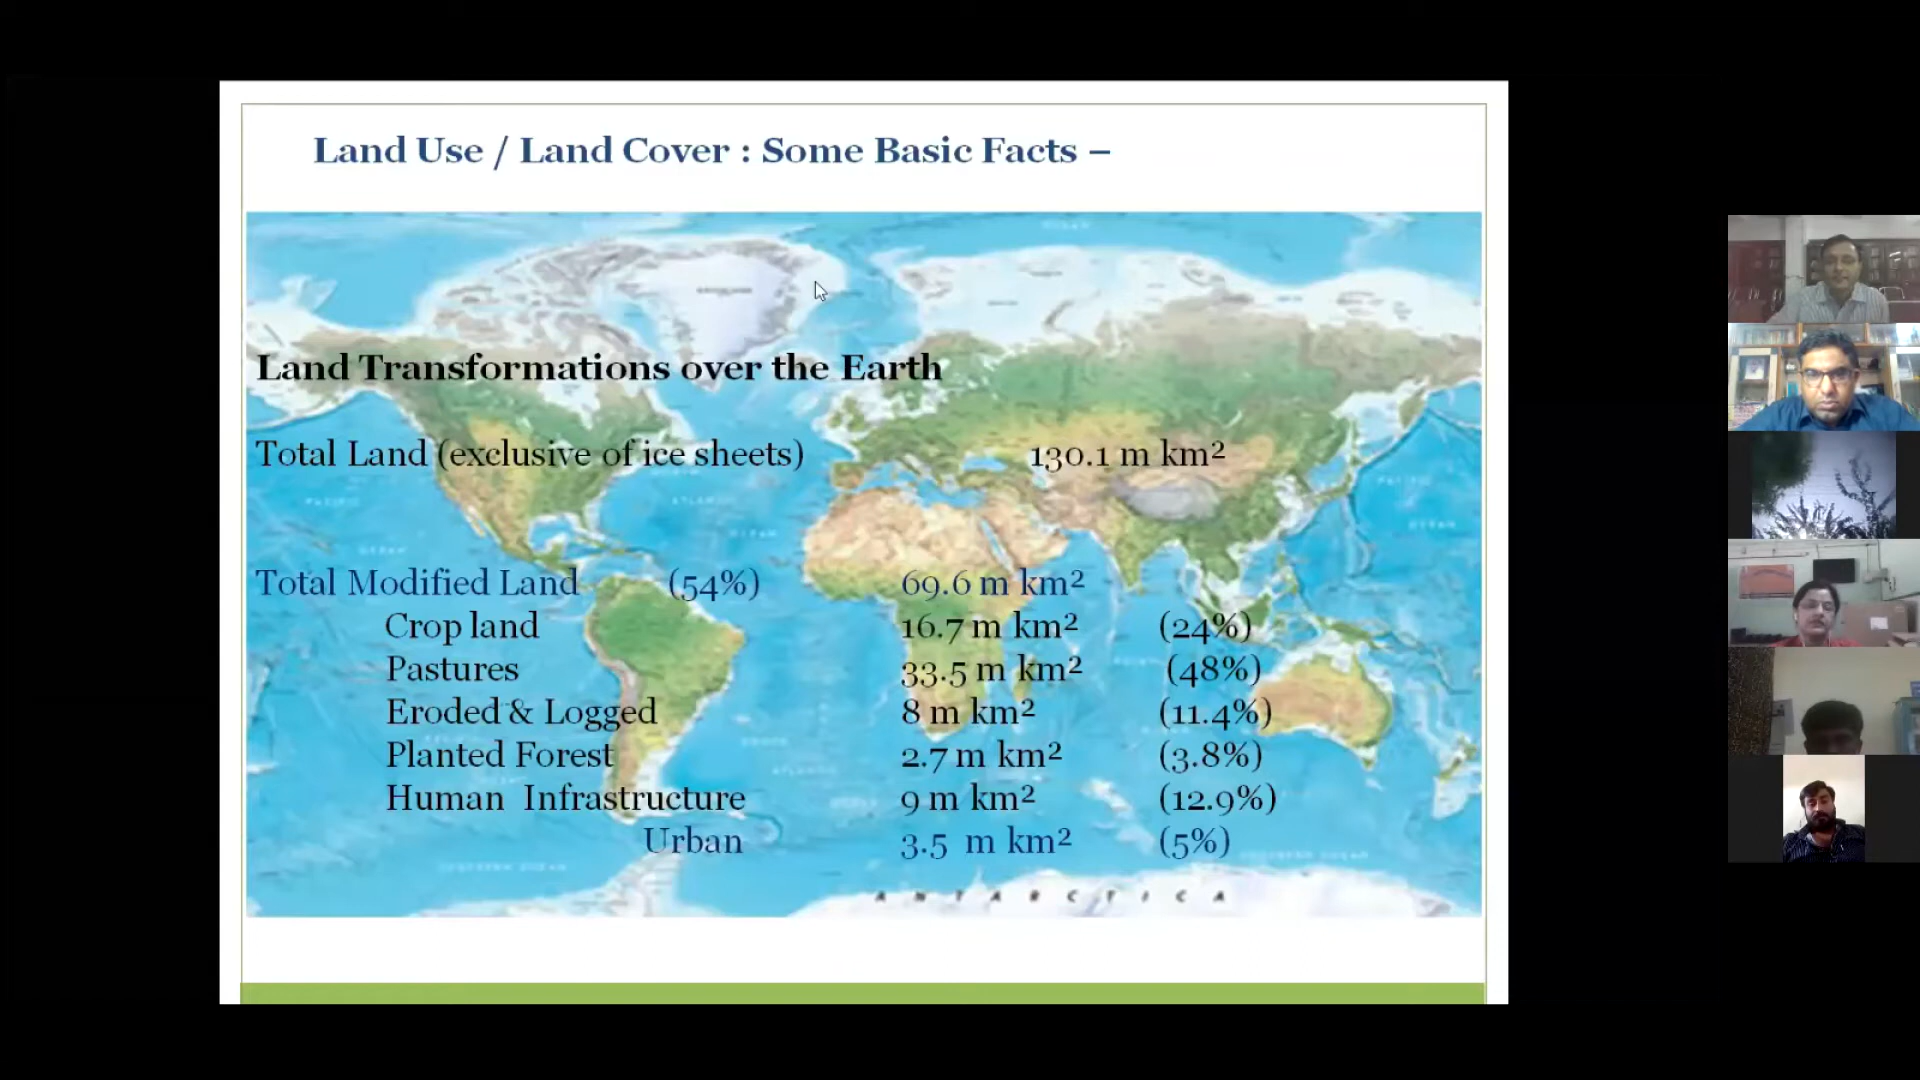 Land Use / Land Cover : Some Basic Facts –
Land Transformations over the Earth
Total Land (exclusive of ice sheets) 130.1 m km²
Total Modified Land (54%) 69.6 m km²
Crop land 16.7 m km² (24%)
Pastures 33.5 m km² (48%)
Eroded & Logged 8 m km² (11.4%)
Planted Forest 2.7 m km² (3.8%)
Human Infrastructure 9 m km² (12.9%)
Urban 3.5 m km² (5%)
ANTARCTICA